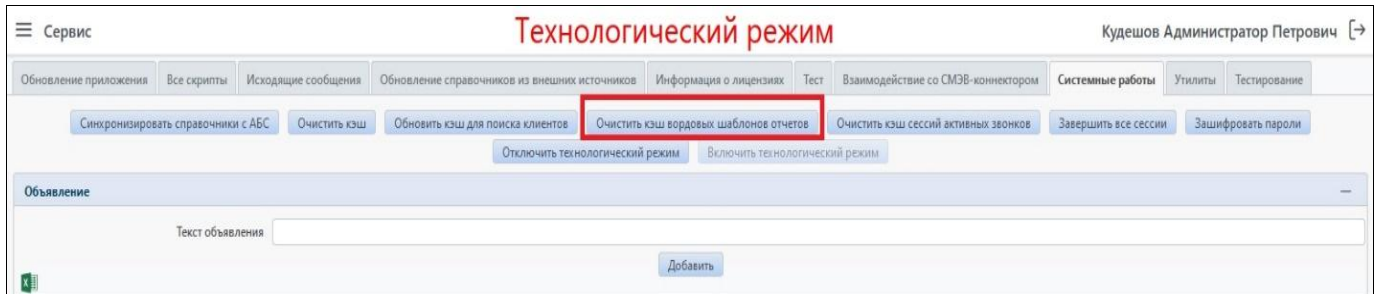 Сервис Технологический режим Кудешов Администратор Петрович
Обновление приложения Все скрипты Исходящие сообщения Обновление справочников из внешних источников Информация о лицензиях Тест Взаимодействие со СМЭВ-коннектором Системные работы Утилиты Тестирование
Синхронизировать справочники с АБС Очистить кэш Обновить кэш для поиска клиентов Очистить кэш вордовых шаблонов отчетов Очистить кэш сессий активных звонков Завершить все сессии Зашифровать пароли
Отключить технологический режим Включить технологический режим
Объявление
Текст объявления
Добавить